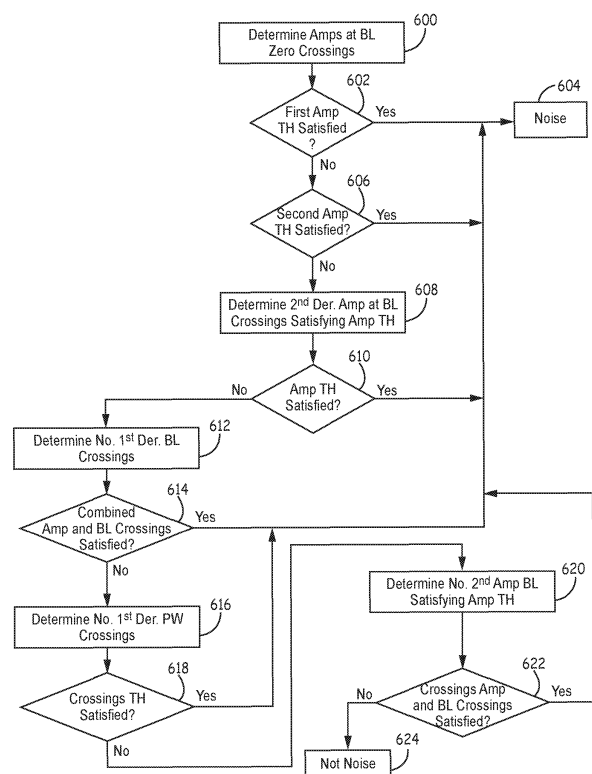 600
Determine Amps at BL
Zero Crossings
602
First Amp
TH Satisfied
?
Yes
No
604
Noise
606
Second Amp
TH Satisfied?
Yes
No
608
Determine 2nd Der. Amp at BL
Crossings Satisfying Amp TH
610
Amp TH
Satisfied?
No
Yes
612
Determine No. 1st Der. BL
Crossings
614
Combined
Amp and BL Crossings
Satisfied?
Yes
No
616
Determine No. 1st Der. PW
Crossings
618
Crossings TH
Satisfied?
Yes
No
620
Determine No. 2nd Amp BL
Satisfying Amp TH
622
Crossings Amp
and BL Crossings
Satisfied?
No
Yes
624
Not Noise